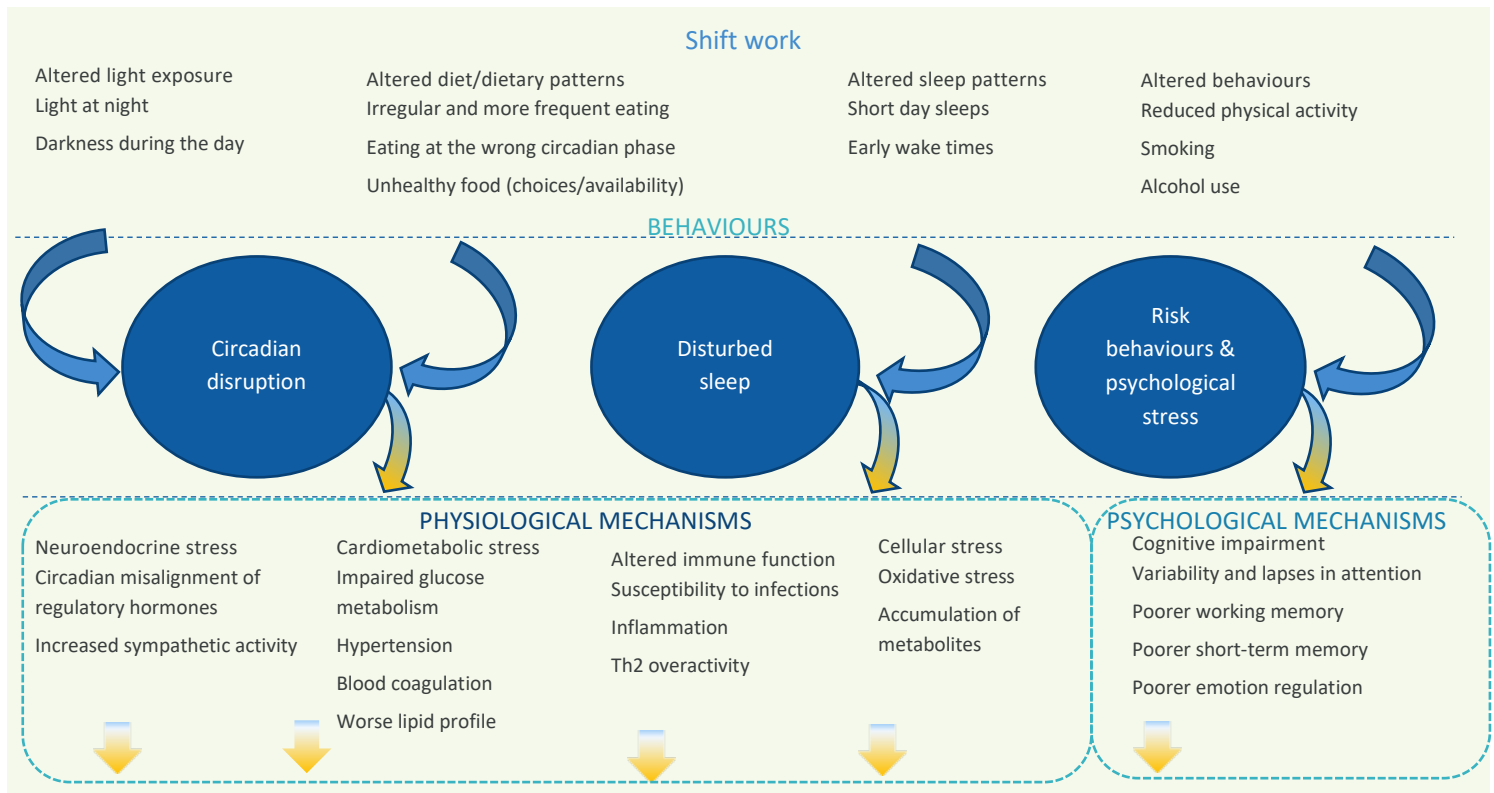 Shift work
Altered light exposure
Light at night
Darkness during the day
Altered diet/dietary patterns
Irregular and more frequent eating
Eating at the wrong circadian phase
Unhealthy food (choices/availability)
Altered sleep patterns
Short day sleeps
Early wake times
Altered behaviours
Reduced physical activity
Smoking
Alcohol use
BEHAVIOURS
Circadian
disruption
Disturbed
sleep
Risk
behaviours &
psychological
stress
PHYSIOLOGICAL MECHANISMS
Neuroendocrine stress
Circadian misalignment of
regulatory hormones
Increased sympathetic activity
Cardiometabolic stress
Impaired glucose
metabolism
Hypertension
Blood coagulation
Worse lipid profile
Altered immune function
Susceptibility to infections
Inflammation
Th2 overactivity
Cellular stress
Oxidative stress
Accumulation of
metabolites
PSYCHOLOGICAL MECHANISMS
Cognitive impairment
Variability and lapses in attention
Poorer working memory
Poorer short-term memory
Poorer emotion regulation